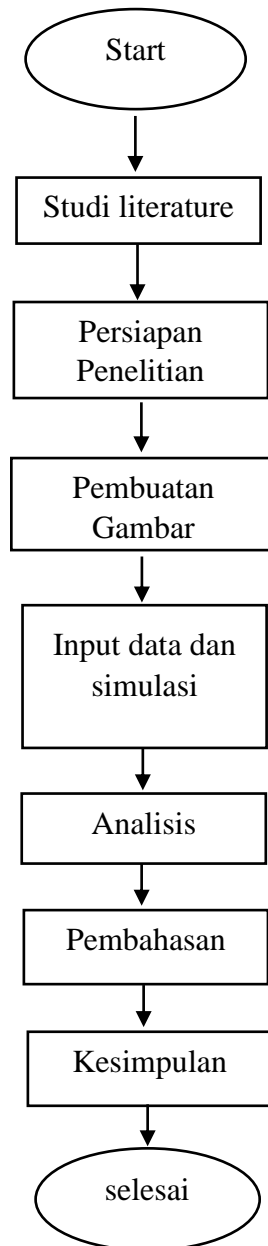 Start
Studi literature
Persiapan
Penelitian
Pembuatan
Gambar
Input data dan
simulasi
Analisis
Pembahasan
Kesimpulan
selesai